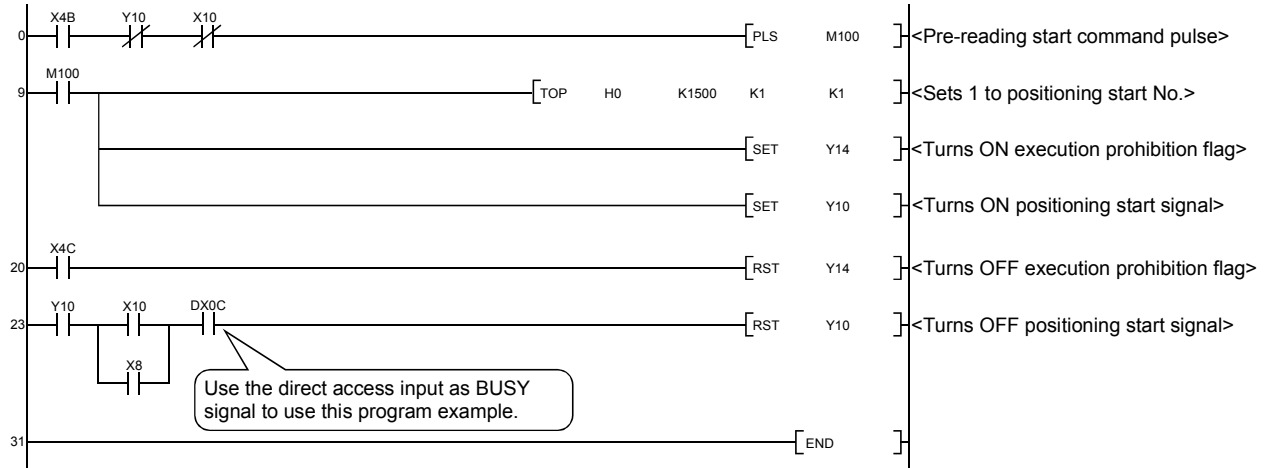 X4B Y10 X10
0 PLS M100 <Pre-reading start command pulse>
M100
9 TOP H0 K1500 K1 K1 <Sets 1 to positioning start No.>
SET Y14 <Turns ON execution prohibition flag>
SET Y10 <Turns ON positioning start signal>
X4C
20 RST Y14 <Turns OFF execution prohibition flag>
Y10 X10 DX0C
23 RST Y10 <Turns OFF positioning start signal>
X8
Use the direct access input as BUSY
signal to use this program example.
31 END